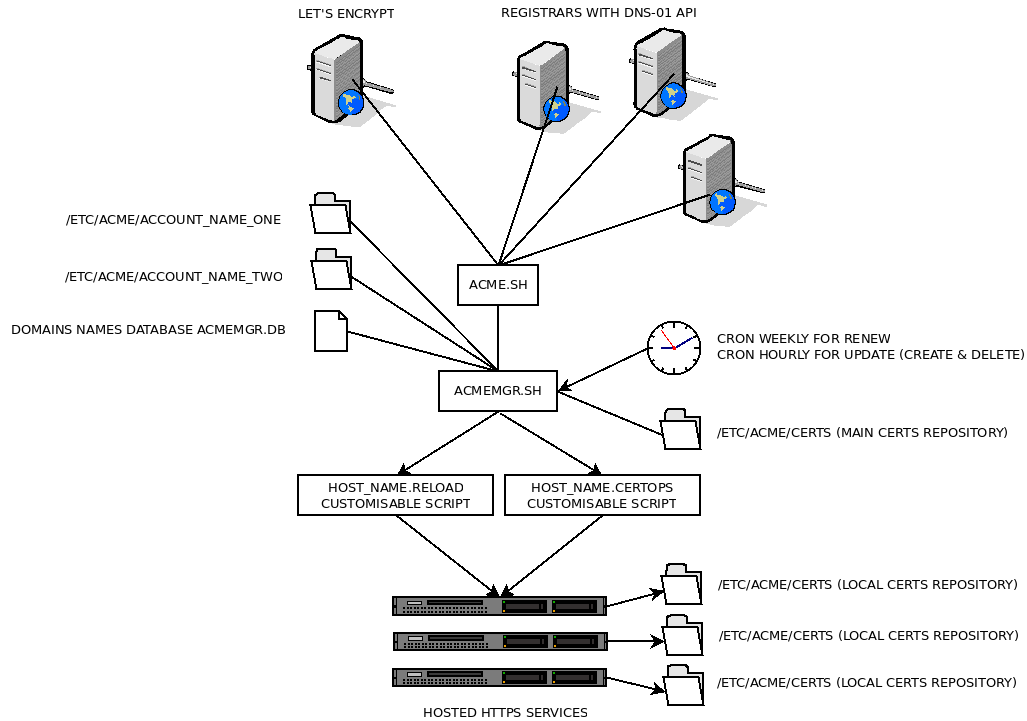 LET'S ENCRYPT
REGISTRARS WITH DNS-01 API
/ETC/ACME/ACCOUNT_NAME_ONE
/ETC/ACME/ACCOUNT_NAME_TWO
ACME.SH
DOMAINS NAMES DATABASE ACMEMGR.DB
CRON WEEKLY FOR RENEW
CRON HOURLY FOR UPDATE (CREATE & DELETE)
ACMEMGR.SH
/ETC/ACME/CERTS (MAIN CERTS REPOSITORY)
HOST_NAME.RELOAD
CUSTOMISABLE SCRIPT
HOST_NAME.CERTOPS
CUSTOMISABLE SCRIPT
/ETC/ACME/CERTS (LOCAL CERTS REPOSITORY)
/ETC/ACME/CERTS (LOCAL CERTS REPOSITORY)
/ETC/ACME/CERTS (LOCAL CERTS REPOSITORY)
HOSTED HTTPS SERVICES